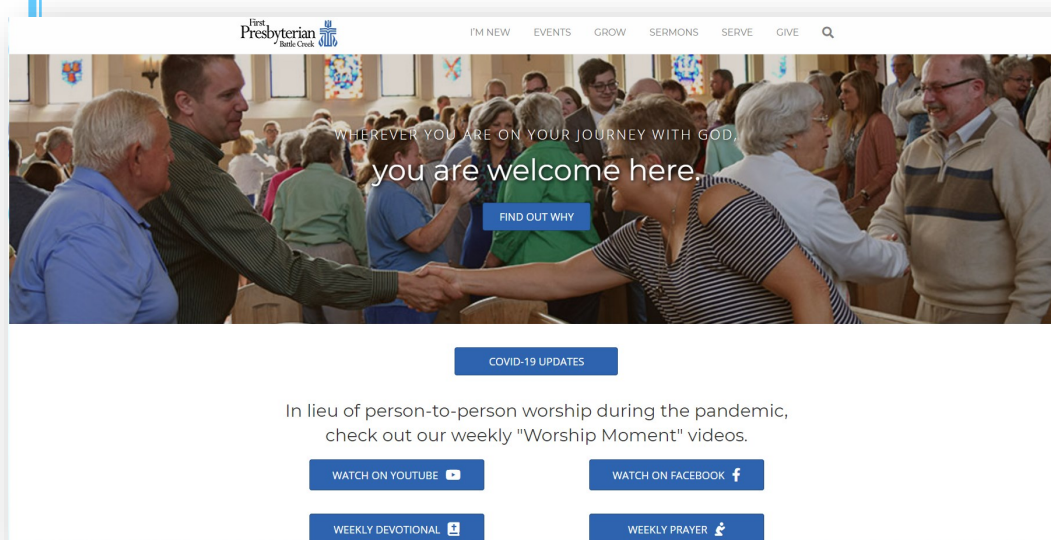 First
Presbyterian
Battle Creek
I'M NEW EVENTS GROW SERMONS SERVE GIVE
WHEREVER YOU ARE ON YOUR JOURNEY WITH GOD,
you are welcome here.
FIND OUT WHY
COVID-19 UPDATES
In lieu of person-to-person worship during the pandemic,
check out our weekly "Worship Moment" videos.
WATCH ON YOUTUBE
WATCH ON FACEBOOK
WEEKLY DEVOTIONAL
WEEKLY PRAYER